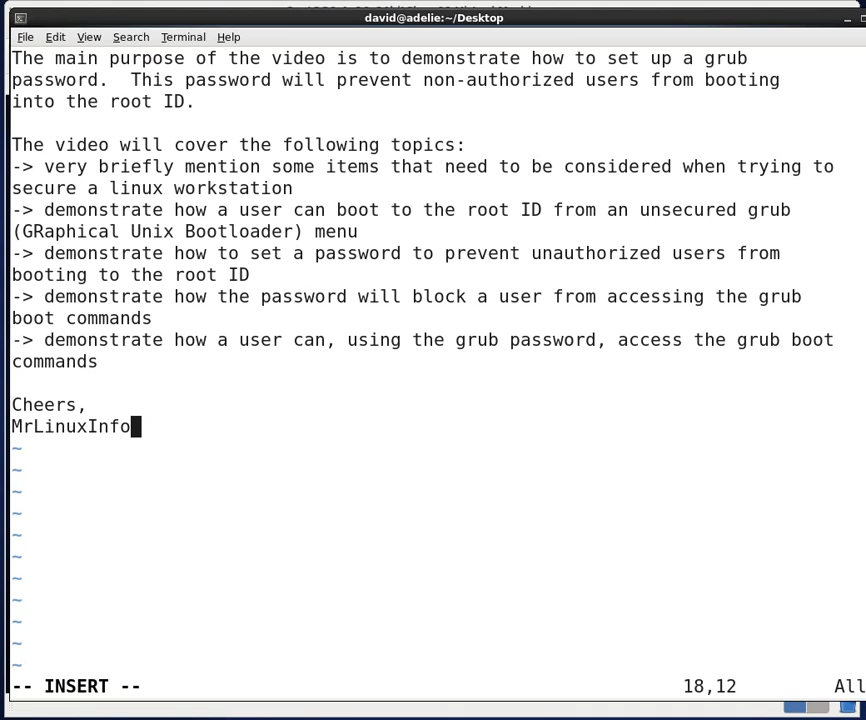 david@adelie:~/Desktop
File Edit View Search Terminal Help
The main purpose of the video is to demonstrate how to set up a grub
password.  This password will prevent non-authorized users from booting
into the root ID.
The video will cover the following topics:
-> very briefly mention some items that need to be considered when trying to
secure a linux workstation
-> demonstrate how a user can boot to the root ID from an unsecured grub
(GRaphical Unix Bootloader) menu
-> demonstrate how to set a password to prevent unauthorized users from
booting to the root ID
-> demonstrate how the password will block a user from accessing the grub
boot commands
-> demonstrate how a user can, using the grub password, access the grub boot
commands
Cheers,
MrLinuxInfo
~
~
~
~
~
~
~
~
~
~
~
-- INSERT -- 18,12 All